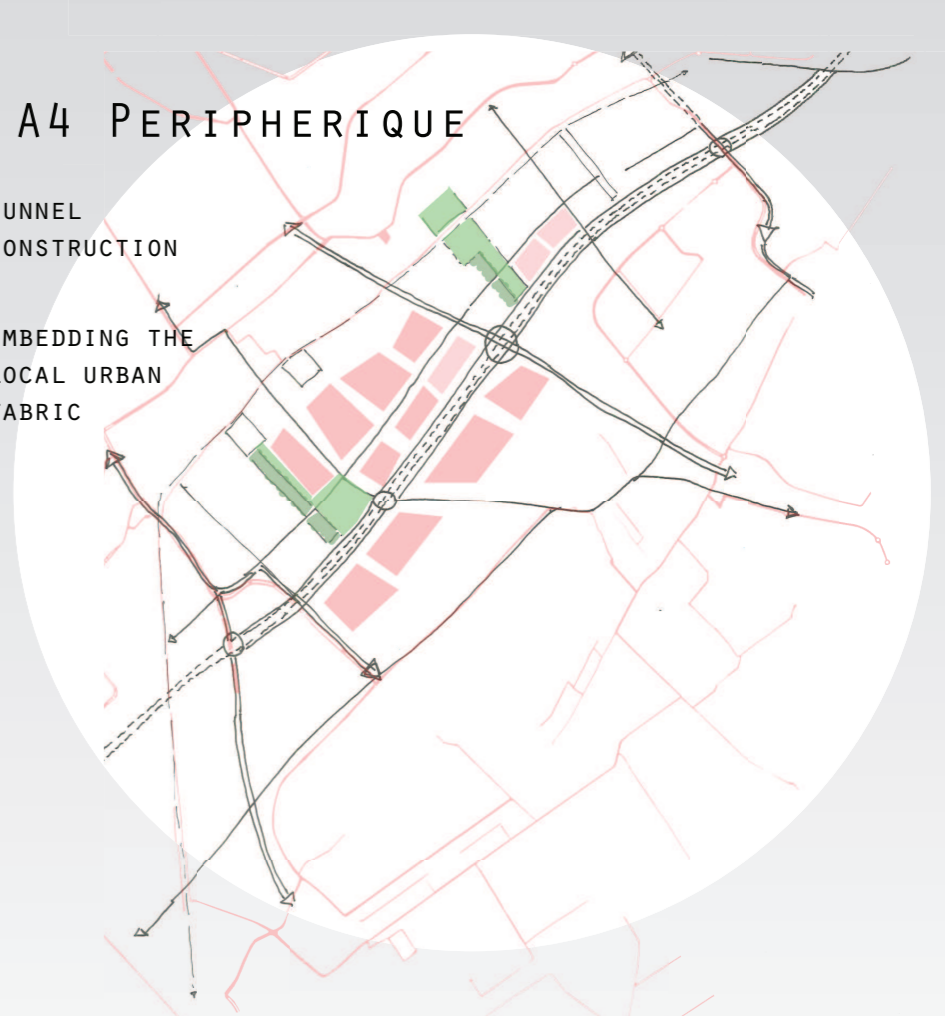 A4 PERIPHERIQUE
UNNEL
ONSTRUCTION
MBEDDING THE
OCAL URBAN
ABRIC